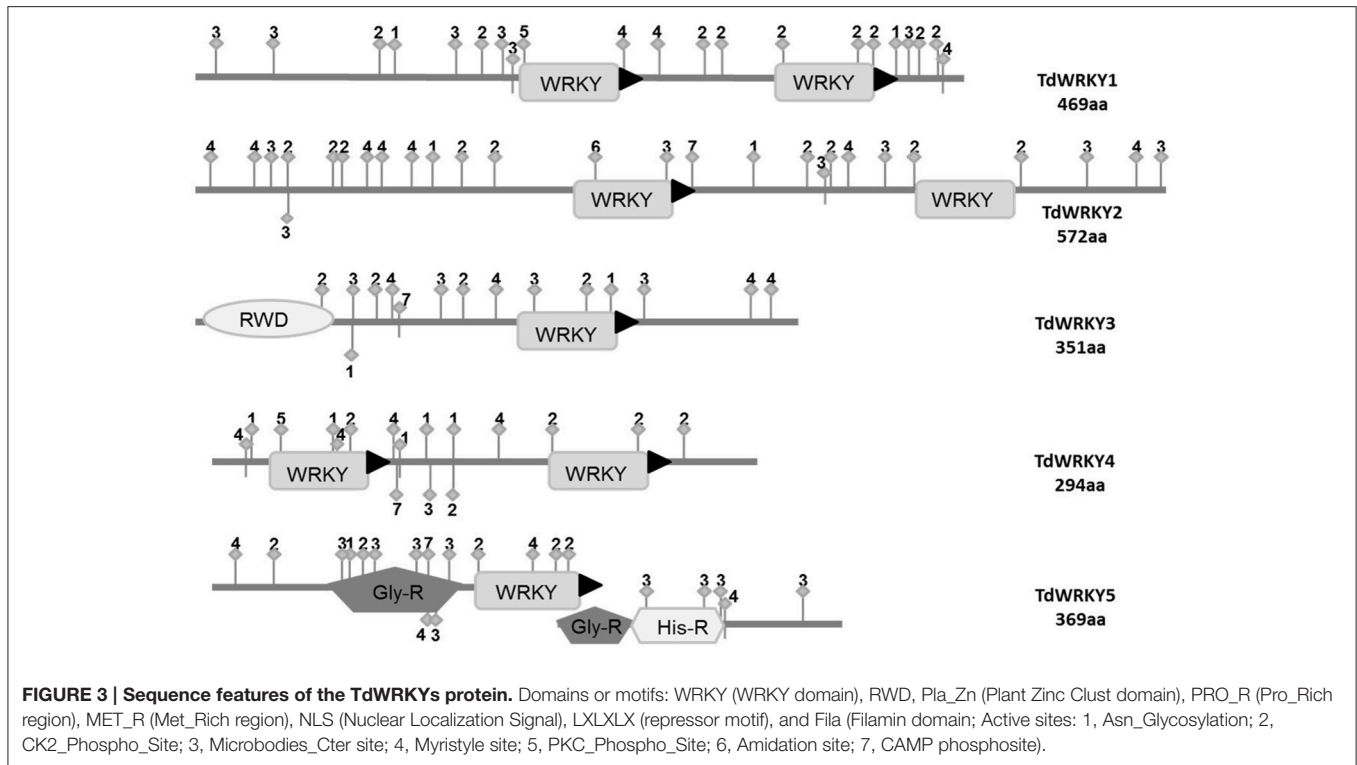 3 3 2 1 3 2 3 3 5 4 4 2 2 2 2 2 1 3 2 2 4
WRKY WRKY
TdWRKY1
469aa
4 4 3 2 2 2 4 4 4 1 2 2 6 3 7 1 2 3 2 4 3 2 2 3 4 3
3
WRKY WRKY
TdWRKY2
572aa
2 3 2 4 7 3 2 4 3 2 1 3 4 4
RWD WRKY
1
TdWRKY3
351aa
4 1 5 1 4 2 4 1 1 1 4 2 2 2
WRKY WRKY
7 3 2
TdWRKY4
294aa
4 2 3 1 2 3 3 7 3 2 4 2 2
Gly-R WRKY
4 3
3 3 3 4 3
Gly-R His-R
TdWRKY5
369aa
FIGURE 3 | Sequence features of the TdWRKYs protein. Domains or motifs: WRKY (WRKY domain), RWD, Pla_Zn (Plant Zinc Clust domain), PRO_R (Pro_Rich
region), MET_R (Met_Rich region), NLS (Nuclear Localization Signal), LXLXLX (repressor motif), and Fila (Filamin domain; Active sites: 1, Asn_Glycosylation; 2,
CK2_Phospho_Site; 3, Microbodies_Cter site; 4, Myristyle site; 5, PKC_Phospho_Site; 6, Amidation site; 7, CAMP phosphosite).